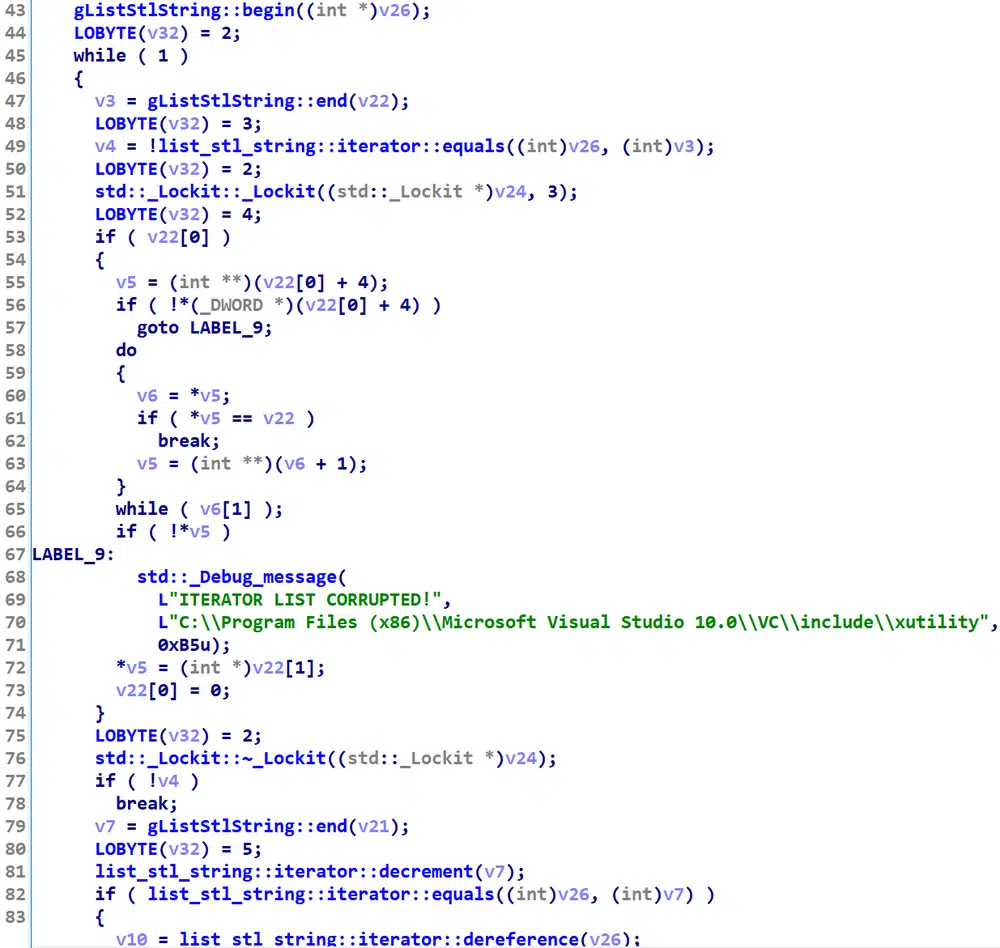 43 gListStlString::begin((int *)v26);
44 LOBYTE(v32) = 2;
45 while ( 1 )
46 {
47 v3 = gListStlString::end(v22);
48 LOBYTE(v32) = 3;
49 v4 = !list_stl_string::iterator::equals((int)v26, (int)v3);
50 LOBYTE(v32) = 2;
51 std::_Lockit::_Lockit((std::_Lockit *)v24, 3);
52 LOBYTE(v32) = 4;
53 if ( v22[0] )
54 {
55 v5 = (int **)(v22[0] + 4);
56 if ( !*(_DWORD *)(v22[0] + 4) )
57 goto LABEL_9;
58 do
59 {
60 v6 = *v5;
61 if ( *v5 == v22 )
62 break;
63 v5 = (int **)(v6 + 1);
64 }
65 while ( v6[1] );
66 if ( !*v5 )
67 LABEL_9:
68 std::_Debug_message(
69 L"ITERATOR LIST CORRUPTED!",
70 L"C:\\Program Files (x86)\\Microsoft Visual Studio 10.0\\VC\\include\\xutility",
71 0xB5u);
72 *v5 = (int *)v22[1];
73 v22[0] = 0;
74 }
75 LOBYTE(v32) = 2;
76 std::_Lockit::~_Lockit((std::_Lockit *)v24);
77 if ( !v4 )
78 break;
79 v7 = gListStlString::end(v21);
80 LOBYTE(v32) = 5;
81 list_stl_string::iterator::decrement(v7);
82 if ( list_stl_string::iterator::equals((int)v26, (int)v7) )
83 {
v10 = list_stl_string::iterator::dereference(v26);